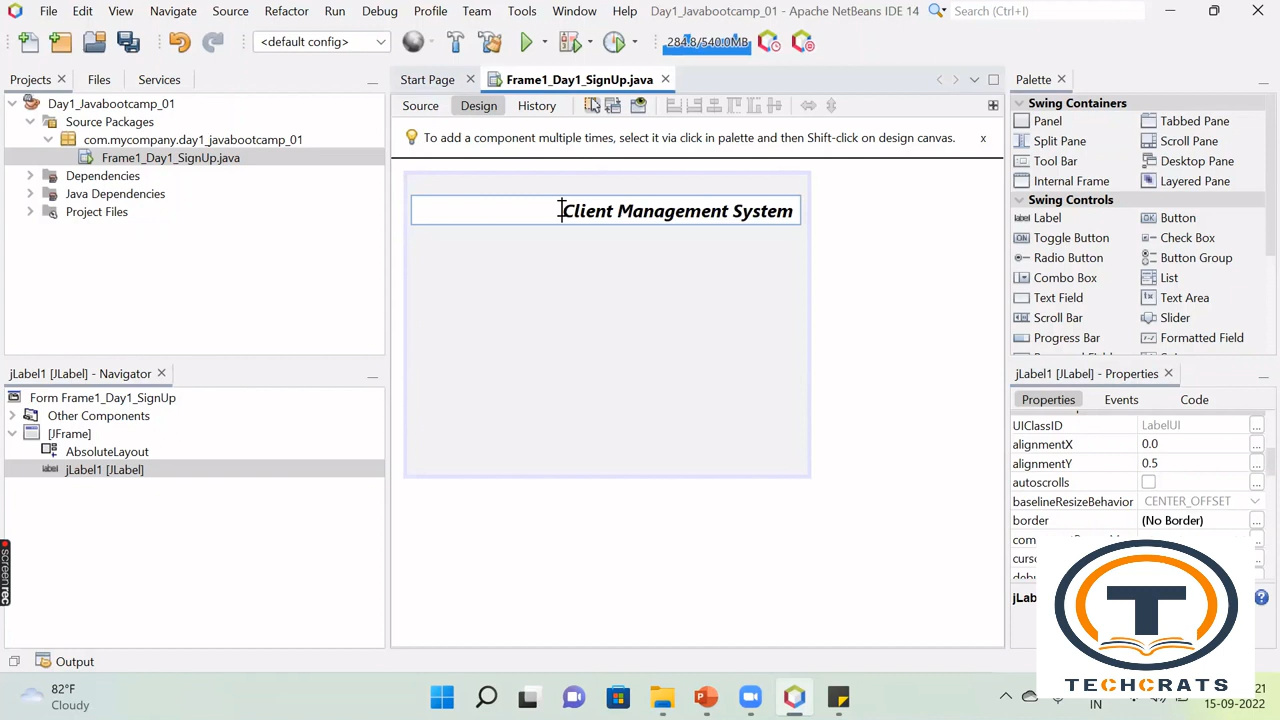 File Edit View Navigate Source Refactor Run Debug Profile Team Tools Window Help Day1_Javabootcamp_01 - Apache NetBeans IDE 14 Search (Ctrl+I)
<default config> 284.8/540.0MB
Projects Files Services
Start Page Frame1_Day1_SignUp.java
Palette
Source Design History
To add a component multiple times, select it via click in palette and then Shift-click on design canvas. x
Day1_Javabootcamp_01
Source Packages
com.mycompany.day1_javabootcamp_01
Frame1_Day1_SignUp.java
Dependencies
Java Dependencies
Project Files
Client Management System
Swing Containers
Panel Tabbed Pane
Split Pane Scroll Pane
Tool Bar Desktop Pane
Internal Frame Layered Pane
Swing Controls
label Label OK Button
ON Toggle Button Check Box
Radio Button Button Group
Combo Box List
Text Field Text Area
Scroll Bar Slider
Progress Bar Formatted Field
jLabel1 [JLabel] - Navigator
Form Frame1_Day1_SignUp
Other Components
[JFrame]
AbsoluteLayout
label jLabel1 [JLabel]
jLabel1 [JLabel] - Properties
Properties Events Code
UIClassID LabelUI ...
alignmentX 0.0 ...
alignmentY 0.5 ...
autoscrolls ...
baselineResizeBehavior CENTER_OFFSET
border (No Border) ...
jLa
T
TECHCRATS
screenrec
Output
82°F
Cloudy
IN
21
15-09-2022